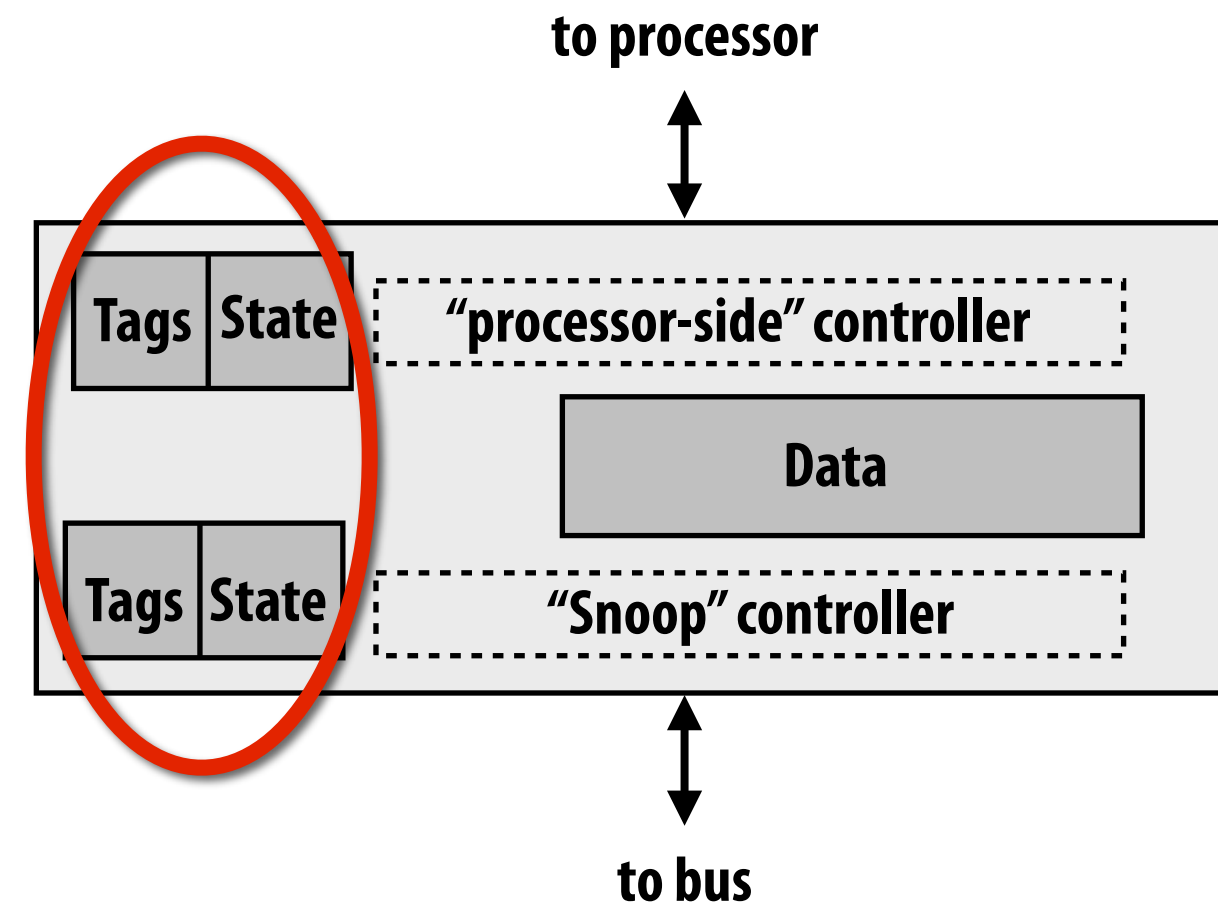 to processor
Tags State “processor-side” controller
Data
Tags State “Snoop” controller
to bus